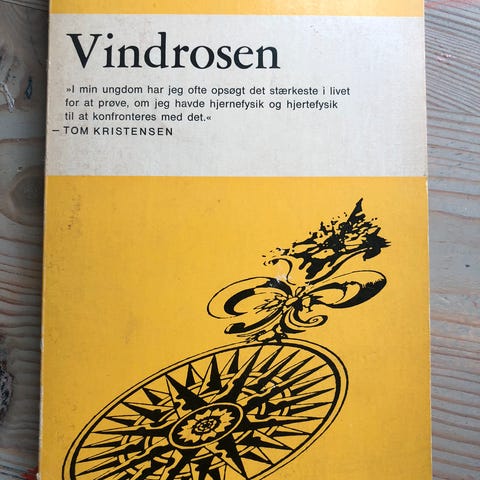 Vindrosen
»I min ungdom har jeg ofte opsøgt det stærkeste i livet
for at prøve, om jeg havde hjernefysik og hjertefysik
til at konfronteres med det.«
— TOM KRISTENSEN